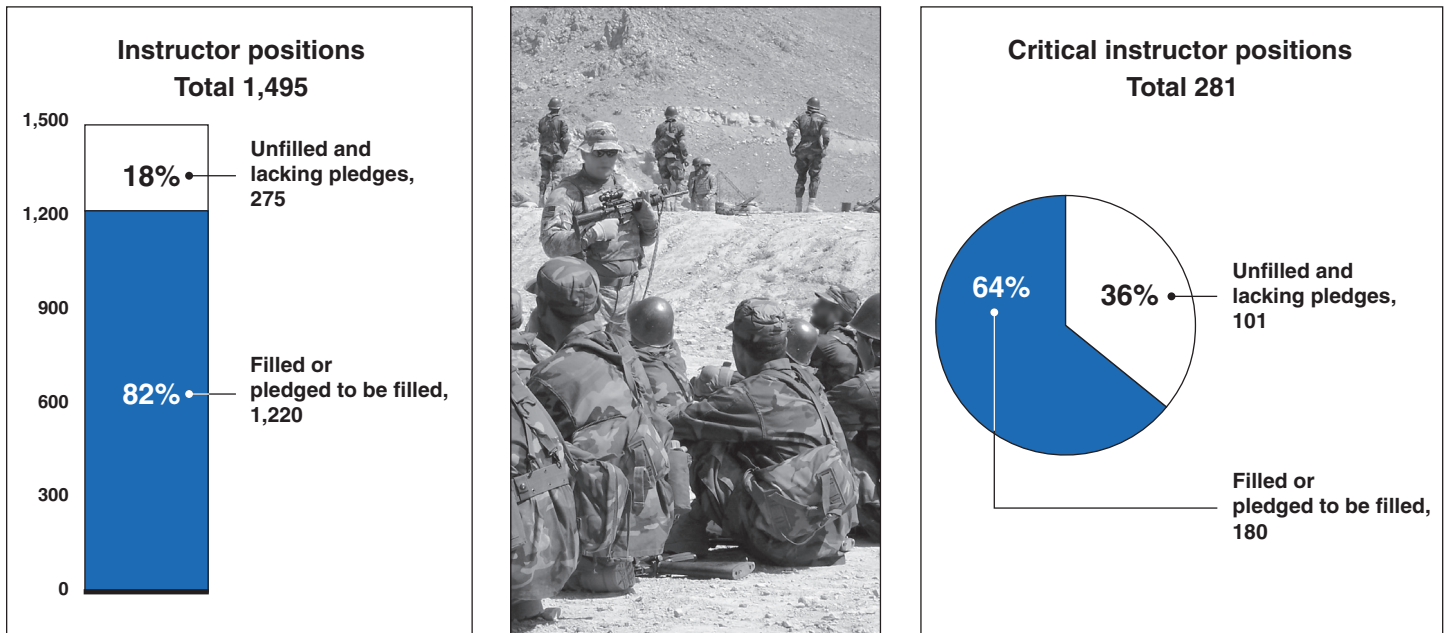 Instructor positions
Total 1,495
1,500
1,200
900
600
300
0
18%
Unfilled and
lacking pledges,
275
82%
Filled or
pledged to be filled,
1,220
Critical instructor positions
Total 281
64%
36%
Unfilled and
lacking pledges,
101
Filled or
pledged to be filled,
180